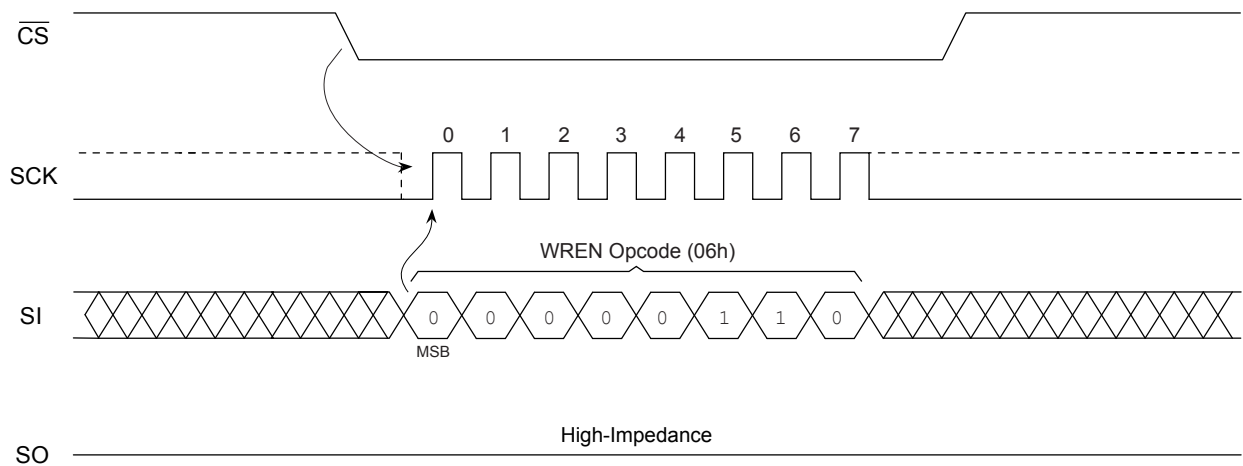 CS
0 1 2 3 4 5 6 7
SCK
WREN Opcode (06h)
SI
0 0 0 0 0 1 1 0
MSB
High-Impedance
SO